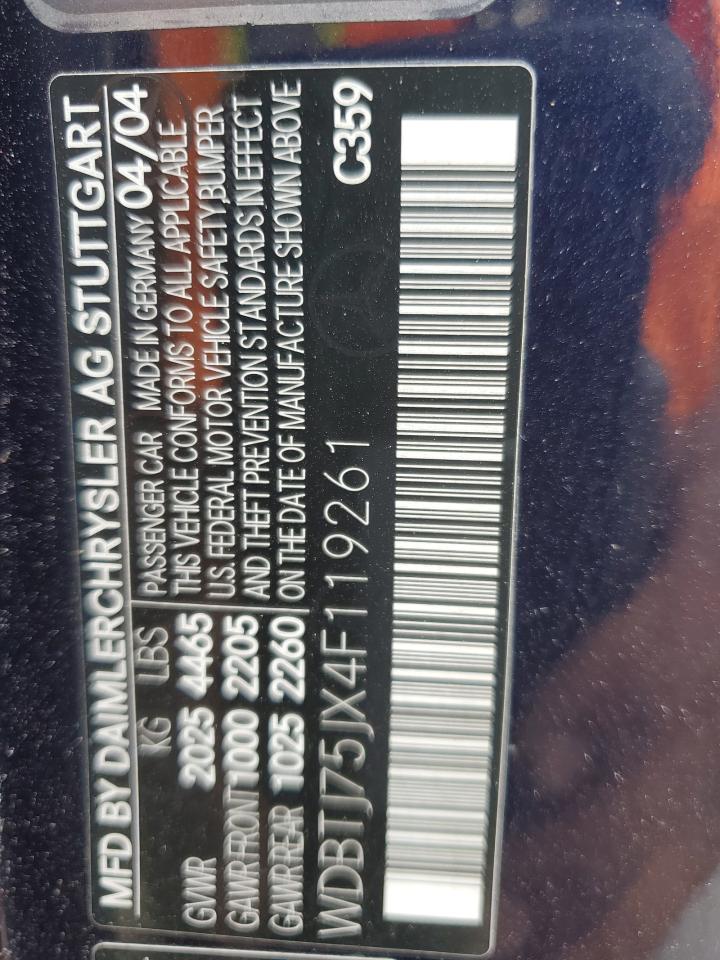 MFD BY DAIMLERCHRYSLER AG STUTTGART
KG LBS
GWR 2025 4465
GAWR FRONT 1000 2205
GAWR REAR 1025 2260
PASSENGER CAR MADE IN GERMANY 04/04
THIS VEHICLE CONFORMS TO ALL APPLICABLE
U.S. FEDERAL MOTOR VEHICLE SAFETY,BUMPER
AND THEFT PREVENTION STANDARDS IN EFFECT
ON THE DATE OF MANUFACTURE SHOWN ABOVE
WDBTJ75JX4F119261
C359